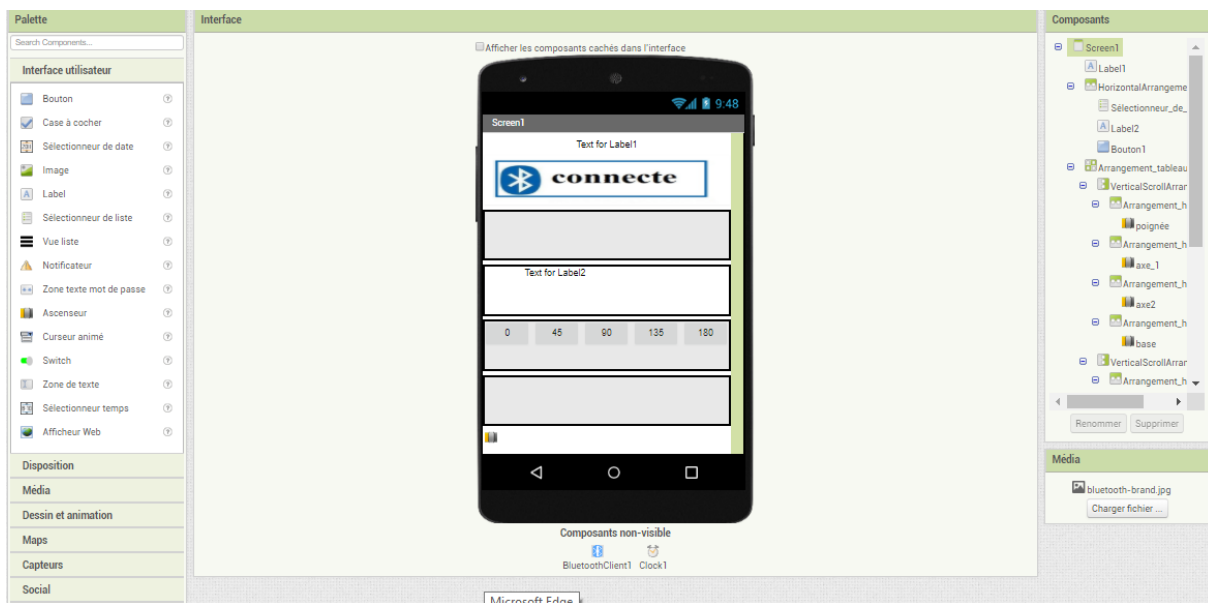 Palette
Search Components...
Interface utilisateur
Bouton
Case à cocher
Sélectionneur de date
Image
Label
Sélectionneur de liste
Vue liste
Notificateur
Zone texte mot de passe
Ascenseur
Curseur animé
Switch
Zone de texte
Sélectionneur temps
Afficheur Web
Disposition
Média
Dessin et animation
Maps
Capteurs
Social
Interface
Afficher les composants cachés dans l'interface
9:48
Screen1
Text for Label1
connecte
Text for Label2
0 45 90 135 180
Composants non-visible
BluetoothClient1 Clock1
Microsoft Edge
Composants
Screen1
Label1
HorizontalArrangeme
Sélectionneur_de_
Label2
Bouton1
Arrangement_tableau
VerticalScrollArrar
Arrangement_h
poignée
Arrangement_h
axe_1
Arrangement_h
axe2
Arrangement_h
base
VerticalScrollArrar
Arrangement_h
Renommer Supprimer
Média
bluetooth-brand.jpg
Charger fichier ...